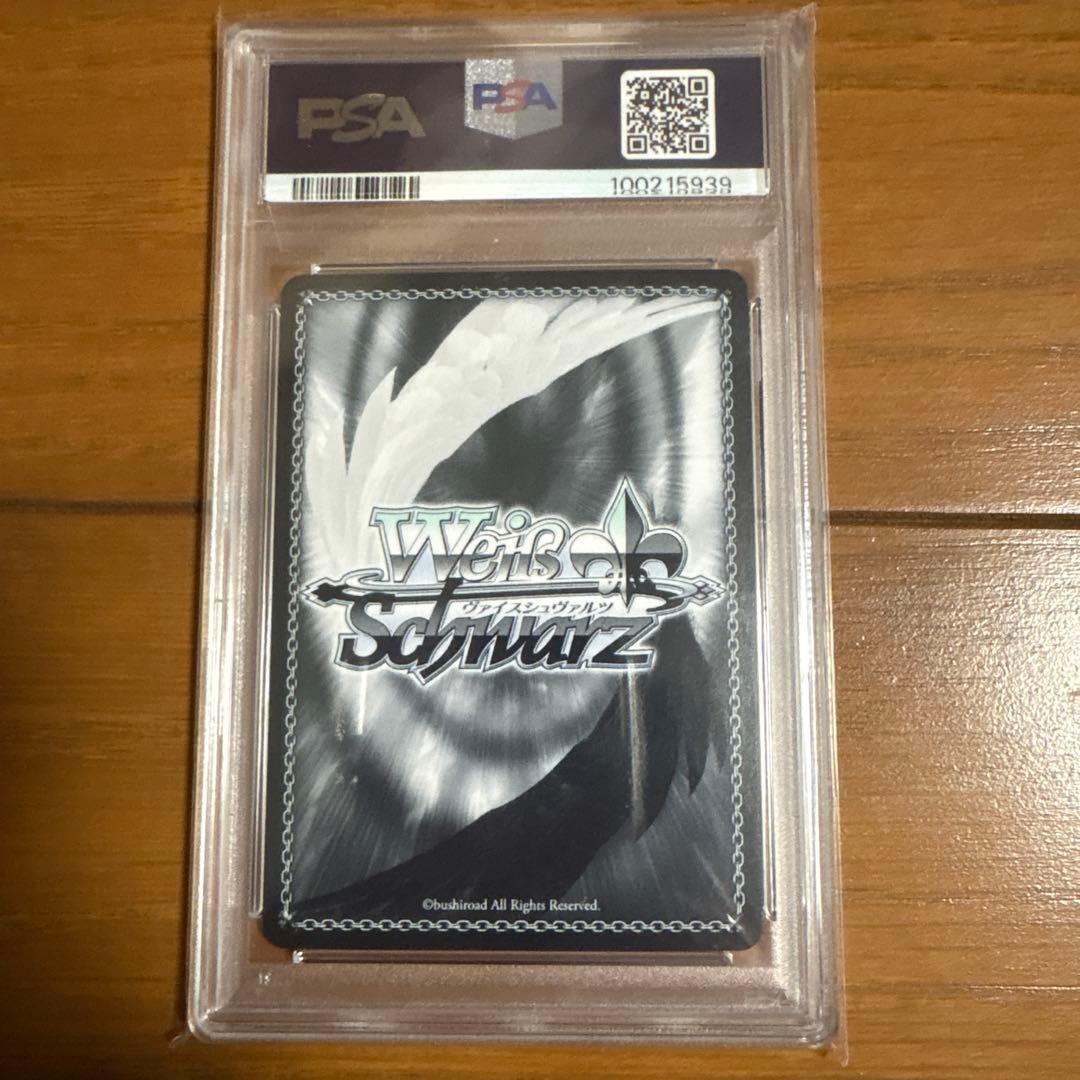 PSA
PSA
100215939
Weiß
ヴァイスシュヴァルツ
Schwarz
©bushiroad All Rights Reserved.